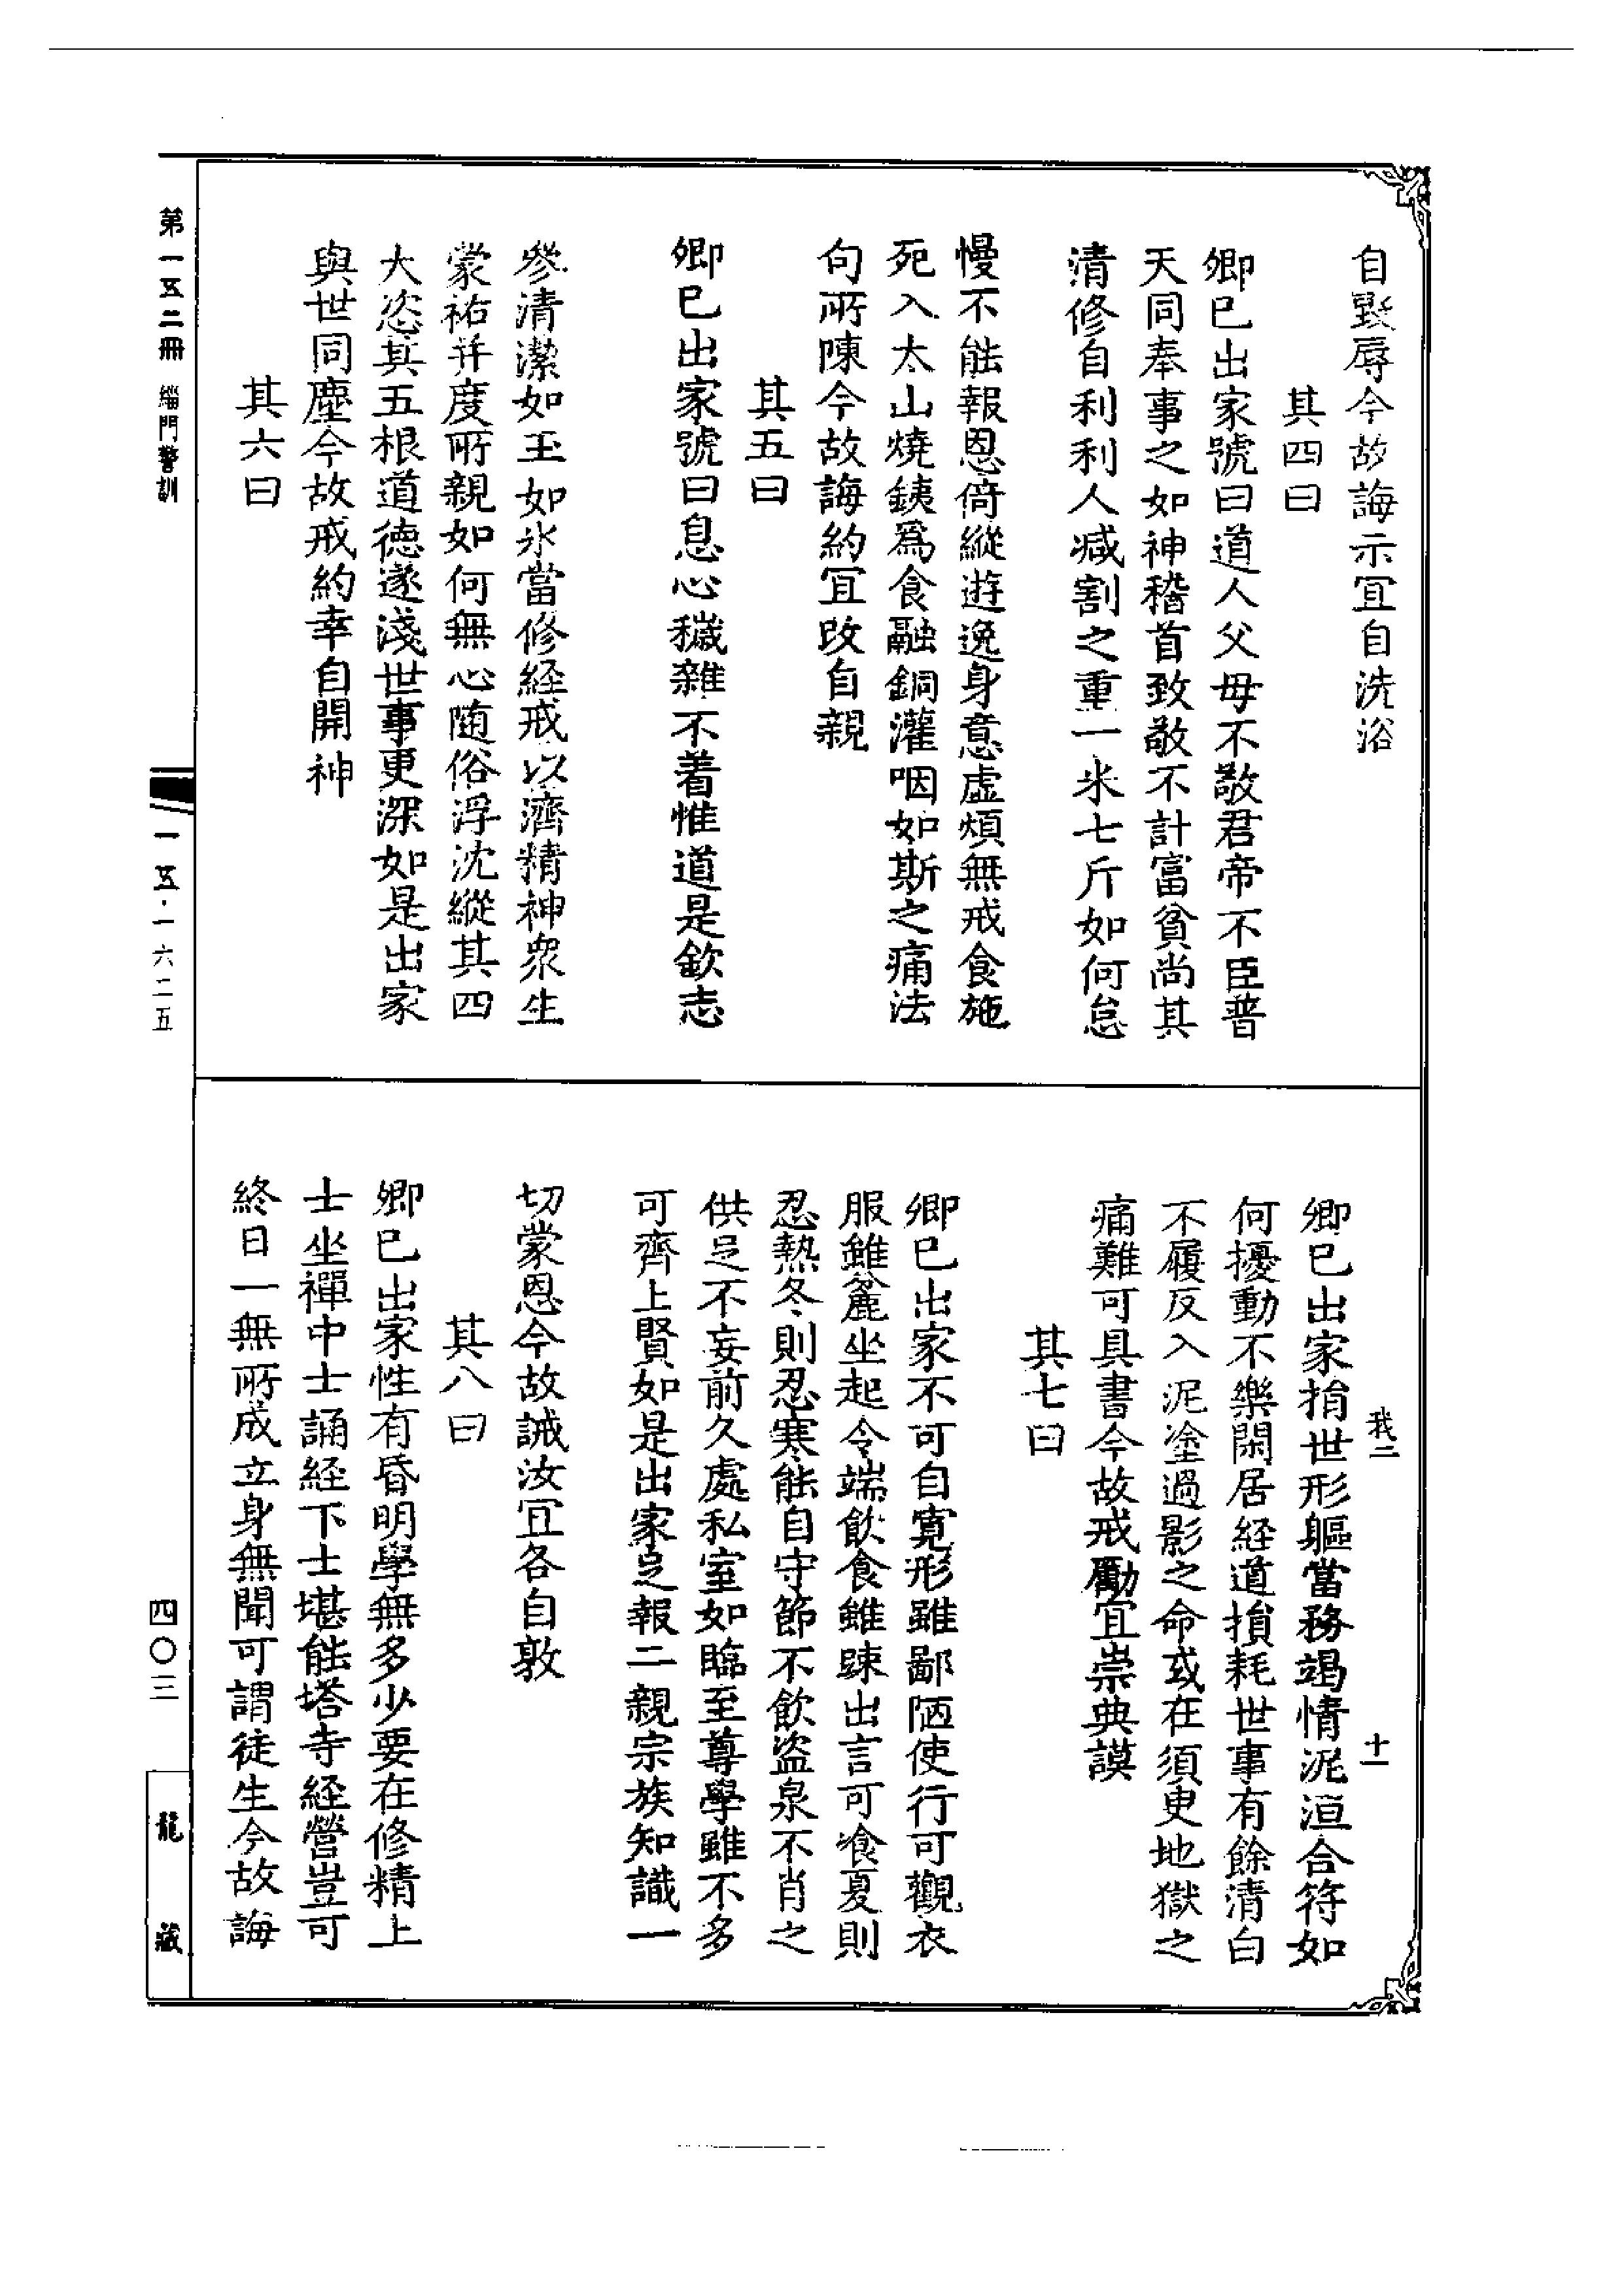 自毀辱今故誨示宜自洗浴
其四曰
卿已出家號曰道人父母不敬君帝不臣普
天同奉事之如神稽首致敬不計富貧尚其
清修自利利人減割之重一米七斤如何怠
慢不能報恩倚縱遊逸身意虛煩無戒食施
死入太山燒鐵爲食融銅灌咽如斯之痛法
句所陳今故誨約宜改自親
其五曰
卿已出家號曰息心穢雜不着惟道是欽志
參清潔如玉如氷當修経戒以濟精神衆生
蒙祐并度所親如何無心隨俗浮沈縱其四
大恣其五根道德遂淺世事更深如是出家
與世同塵今故戒約幸自開神
其六曰
我二
十一
卿已出家捐世形軀當務竭情泥洹合符如
何擾動不樂閑居経道損耗世事有餘清白
不履反入泥塗過影之命或在須臾地獄之
痛難可具書今故戒勵宜崇典謨
其七曰
卿已出家不可自寬形雖鄙陋使行可觀衣
服雖麄坐起令端飲食雖踈出言可飡夏則
忍熱冬則忍寒能自守節不飲盜泉不肖之
供足不妄前久處私室如臨至尊學雖不多
可齊上賢如是出家足報二親宗族知識一
切蒙恩今故誡汝宜各自敦
其八曰
卿已出家性有昏明學無多少要在修精上
士坐禪中士誦経下士堪能塔寺経營豈可
終日一無所成立身無聞可謂徒生今故誨
第一五二冊 緇門警訓
一五·一六二五
四〇三
龍藏